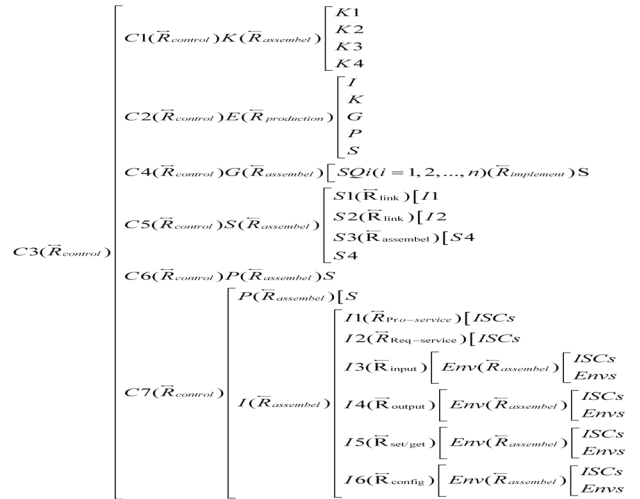 K1
C1(R⃗control)K(R⃖assembel) K2
K3
K4
I
K
C2(R⃗control)E(R⃖production) G
P
S
C4(R⃗control)G(R⃖assembel)[SQi(i = 1,2,...,n)(R⃖implement)S
S1(R⃗link)[I1
C5(R⃗control)S(R⃖assembel) S2(R⃗link)[I2
S3(R⃗assembel)[S4
S4
C3(R⃗control)
C6(R⃗control)P(R⃖assembel)S
P(R⃖assembel)[S
I1(R⃗Pro-service)[ISCs
I2(R⃗Req-service)[ISCs
I3(R⃖input)[Env(R⃖assembel)[ISCs
Envs
C7(R⃗control) I(R⃖assembel) I4(R⃗output)[Env(R⃖assembel)[ISCs
Envs
I5(R⃗set/get)[Env(R⃖assembel)[ISCs
Envs
I6(R⃗config)[Env(R⃖assembel)[ISCs
Envs